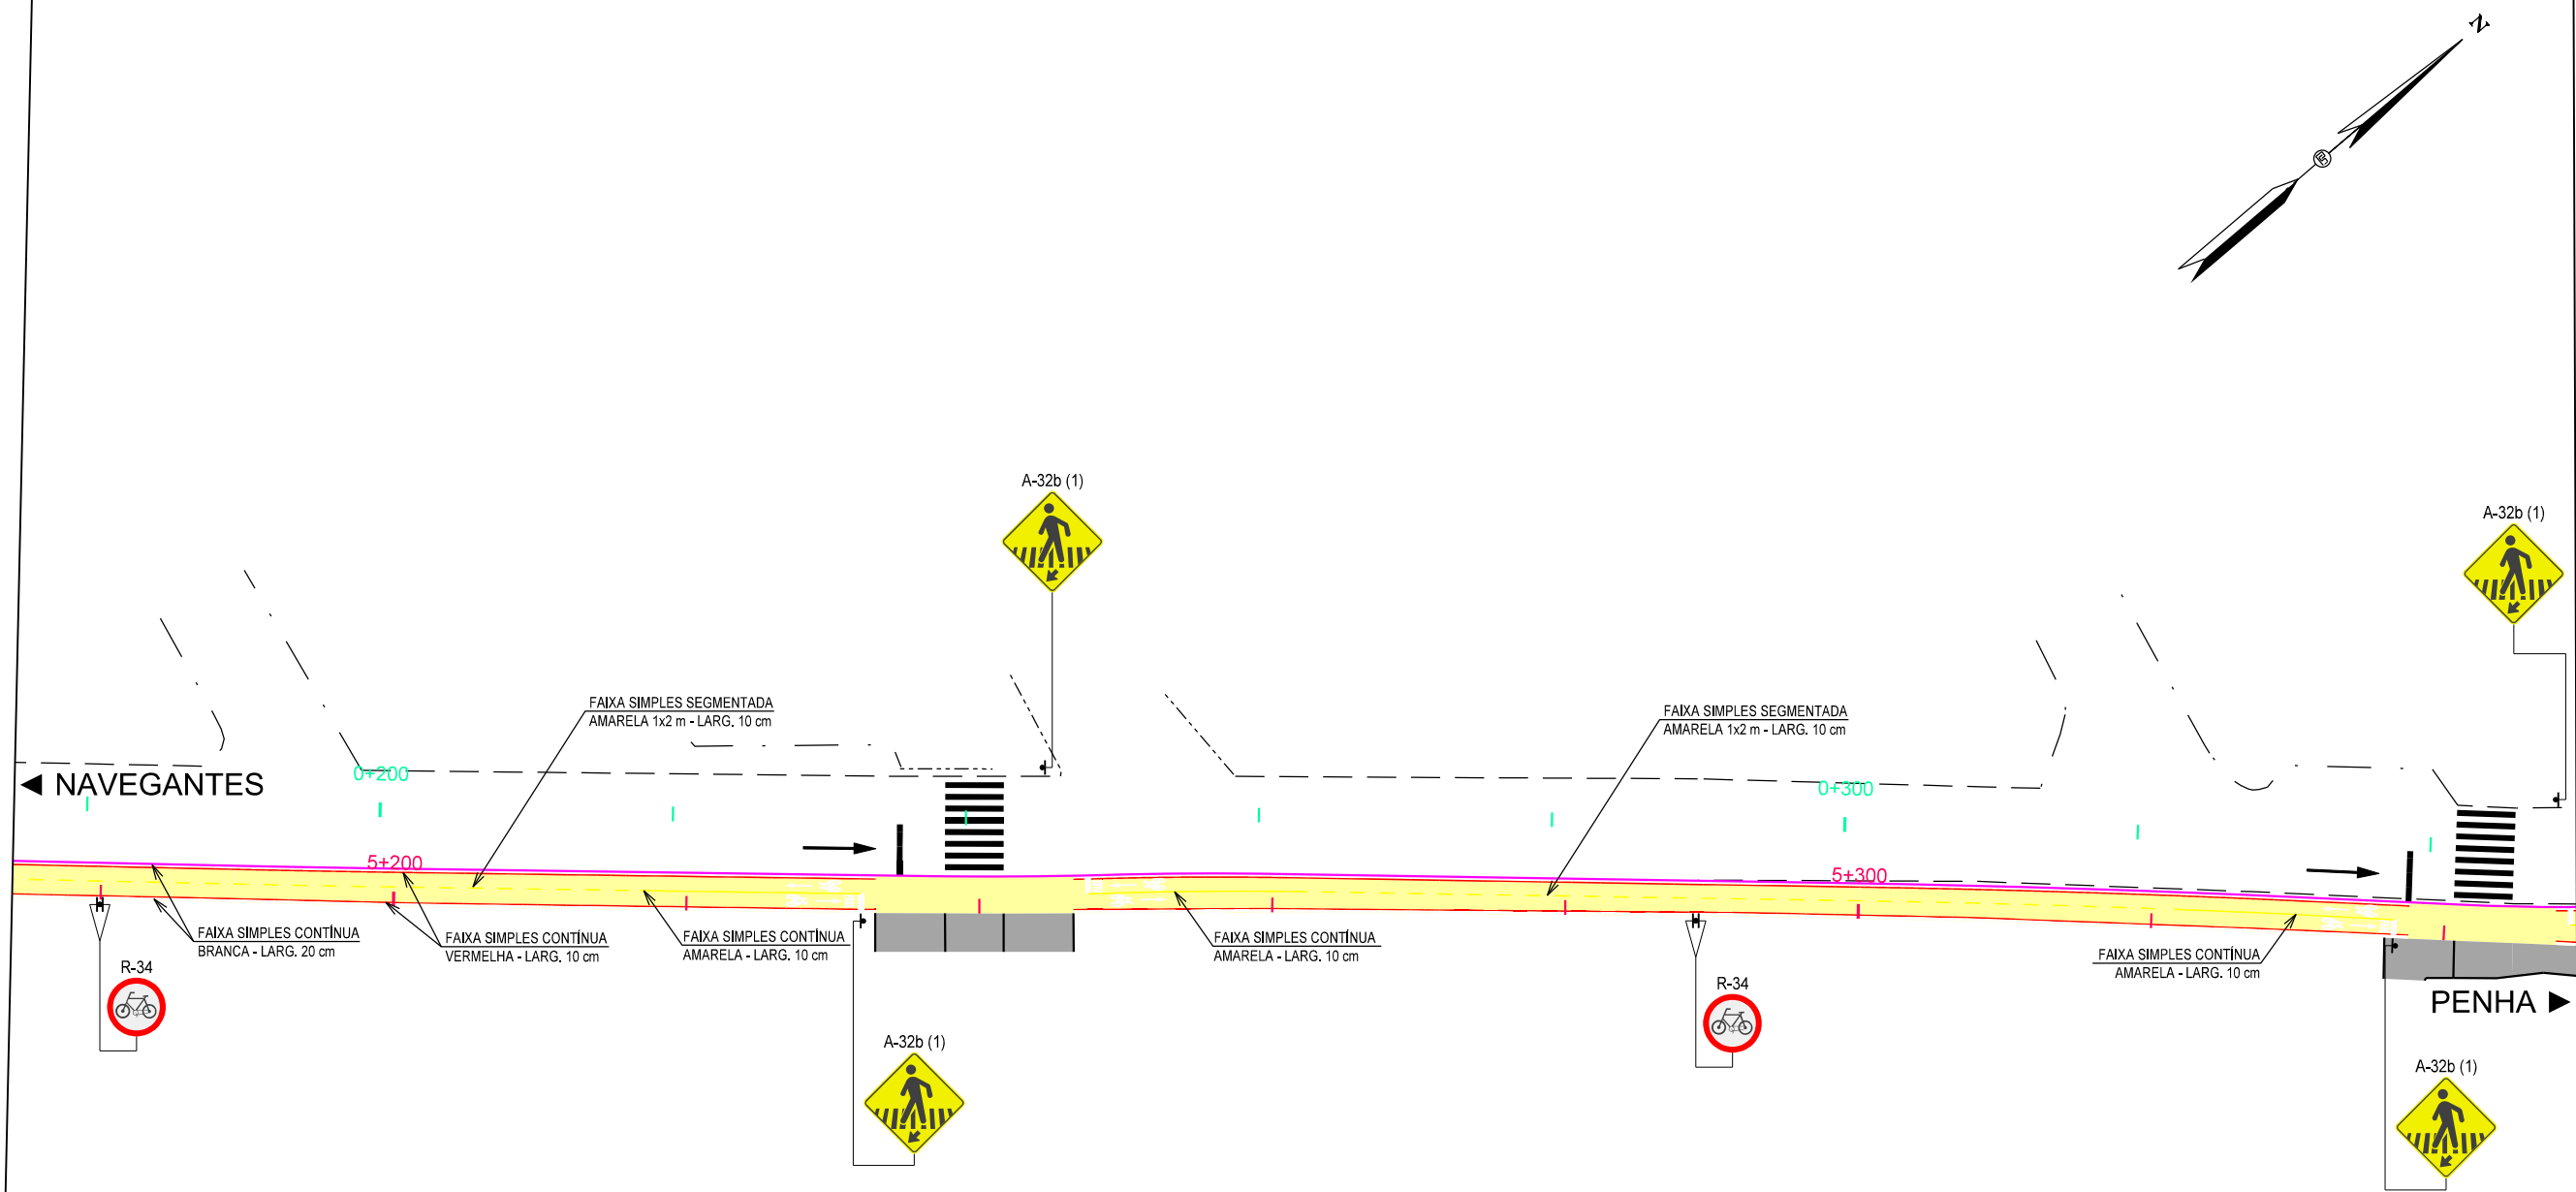 N
A-32b (1)
A-32b (1)
FAIXA SIMPLES SEGMENTADA
AMARELA 1x2 m - LARG. 10 cm
FAIXA SIMPLES SEGMENTADA
AMARELA 1x2 m - LARG. 10 cm
NAVEGANTES
0+200
0+300
5+200
5+300
FAIXA SIMPLES CONTÍNUA
BRANCA - LARG. 20 cm
FAIXA SIMPLES CONTÍNUA
VERMELHA - LARG. 10 cm
FAIXA SIMPLES CONTÍNUA
AMARELA - LARG. 10 cm
FAIXA SIMPLES CONTÍNUA
AMARELA - LARG. 10 cm
FAIXA SIMPLES CONTÍNUA
AMARELA - LARG. 10 cm
R-34
R-34
PENHA
A-32b (1)
A-32b (1)